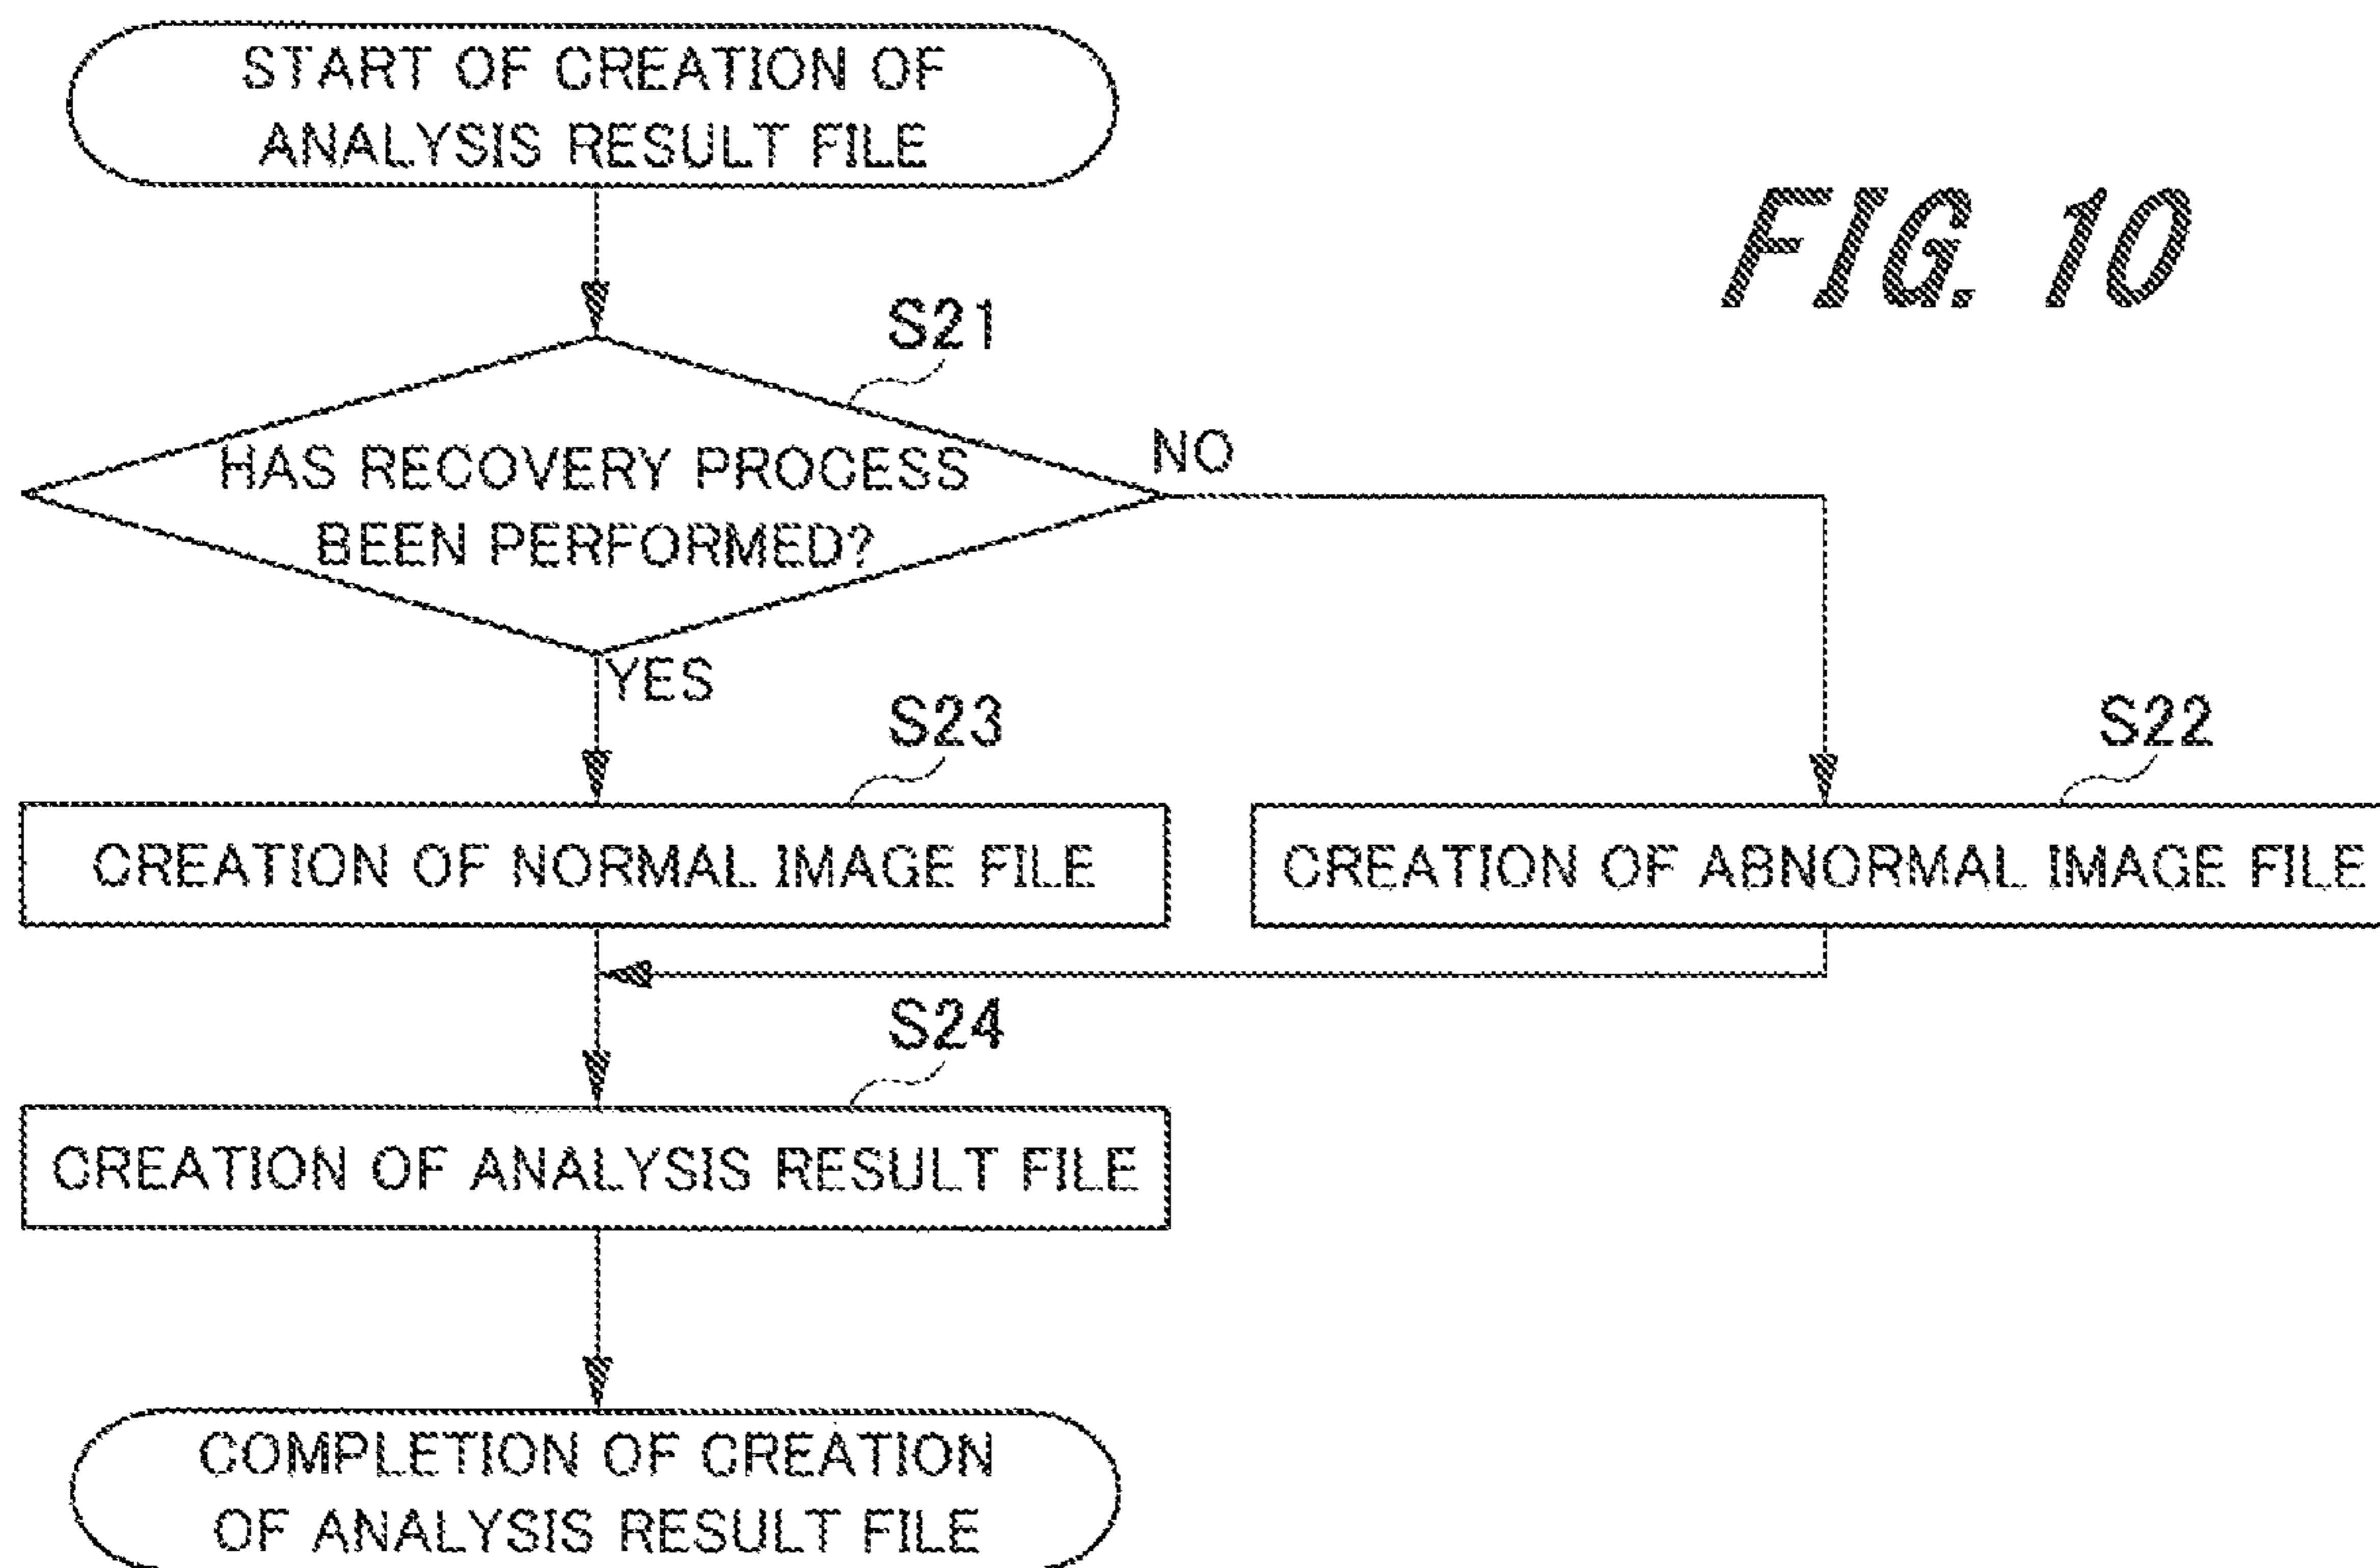 START OF CREATION OF
ANALYSIS RESULT FILE
FIG. 10
S21
HAS RECOVERY PROCESS
BEEN PERFORMED?
NO
YES
S23
S22
CREATION OF NORMAL IMAGE FILE
CREATION OF ABNORMAL IMAGE FILE
S24
CREATION OF ANALYSIS RESULT FILE
COMPLETION OF CREATION
OF ANALYSIS RESULT FILE